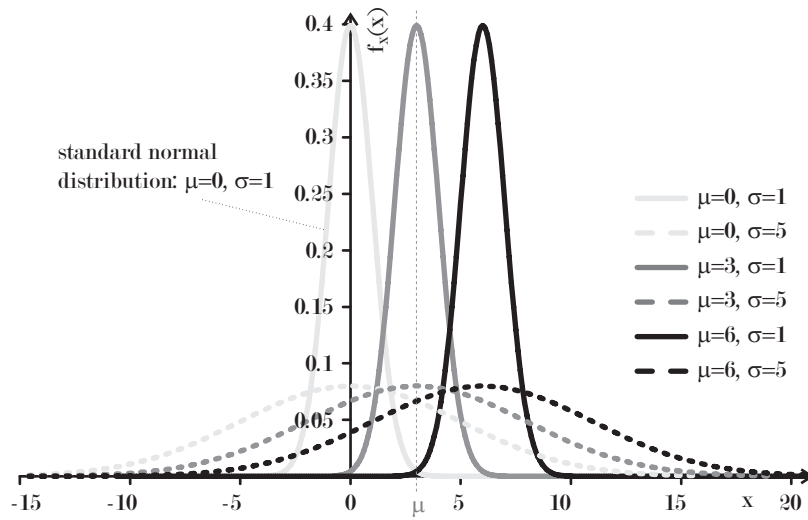 0.4
f_x(x)
0.35
0.3
0.25
0.2
0.15
0.1
0.05
standard normal
distribution: μ=0, σ=1
μ=0, σ=1
μ=0, σ=5
μ=3, σ=1
μ=3, σ=5
μ=6, σ=1
μ=6, σ=5
-15 -10 -5 0 μ 5 10 15 x 20